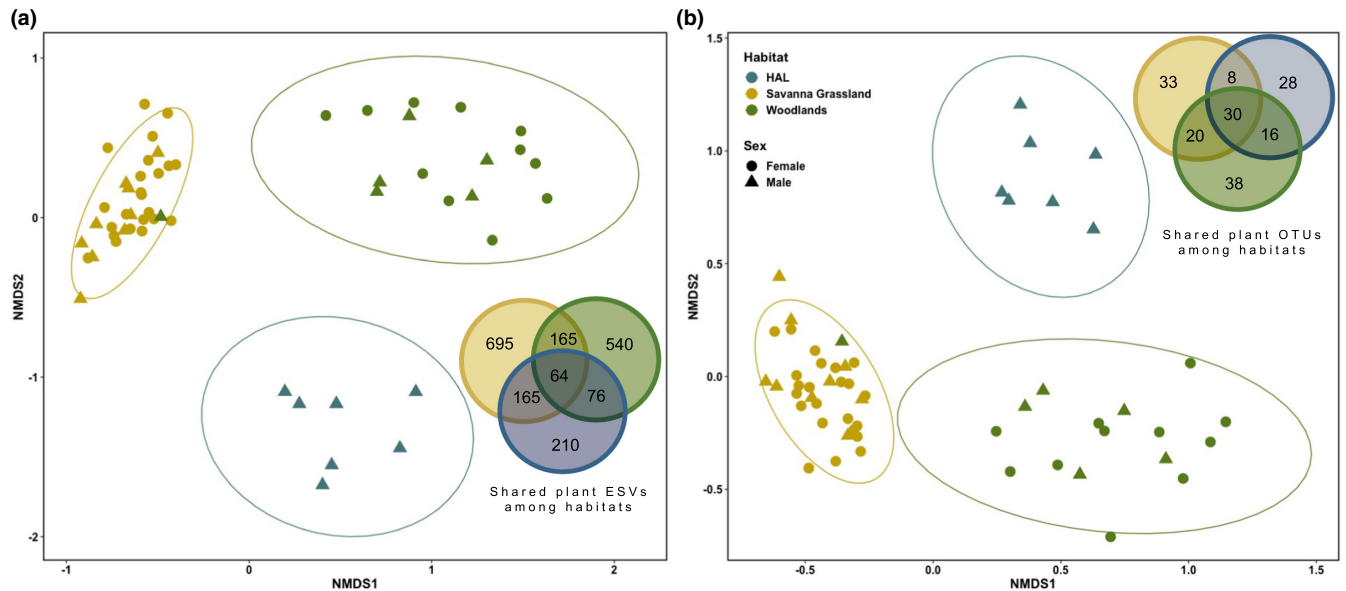 (a)
1
0
-1
-2
NMDS2
-1
0
1
2
NMDS1
695
165
540
64
165
76
210
Shared plant ESVs
among habitats
(b)
1.5
1.0
0.5
0.0
-0.5
NMDS2
-0.5
0.0
0.5
1.0
1.5
NMDS1
Habitat
HAL
Savanna Grassland
Woodlands
Sex
Female
Male
33
8
28
30
20
16
38
Shared plant OTUs
among habitats